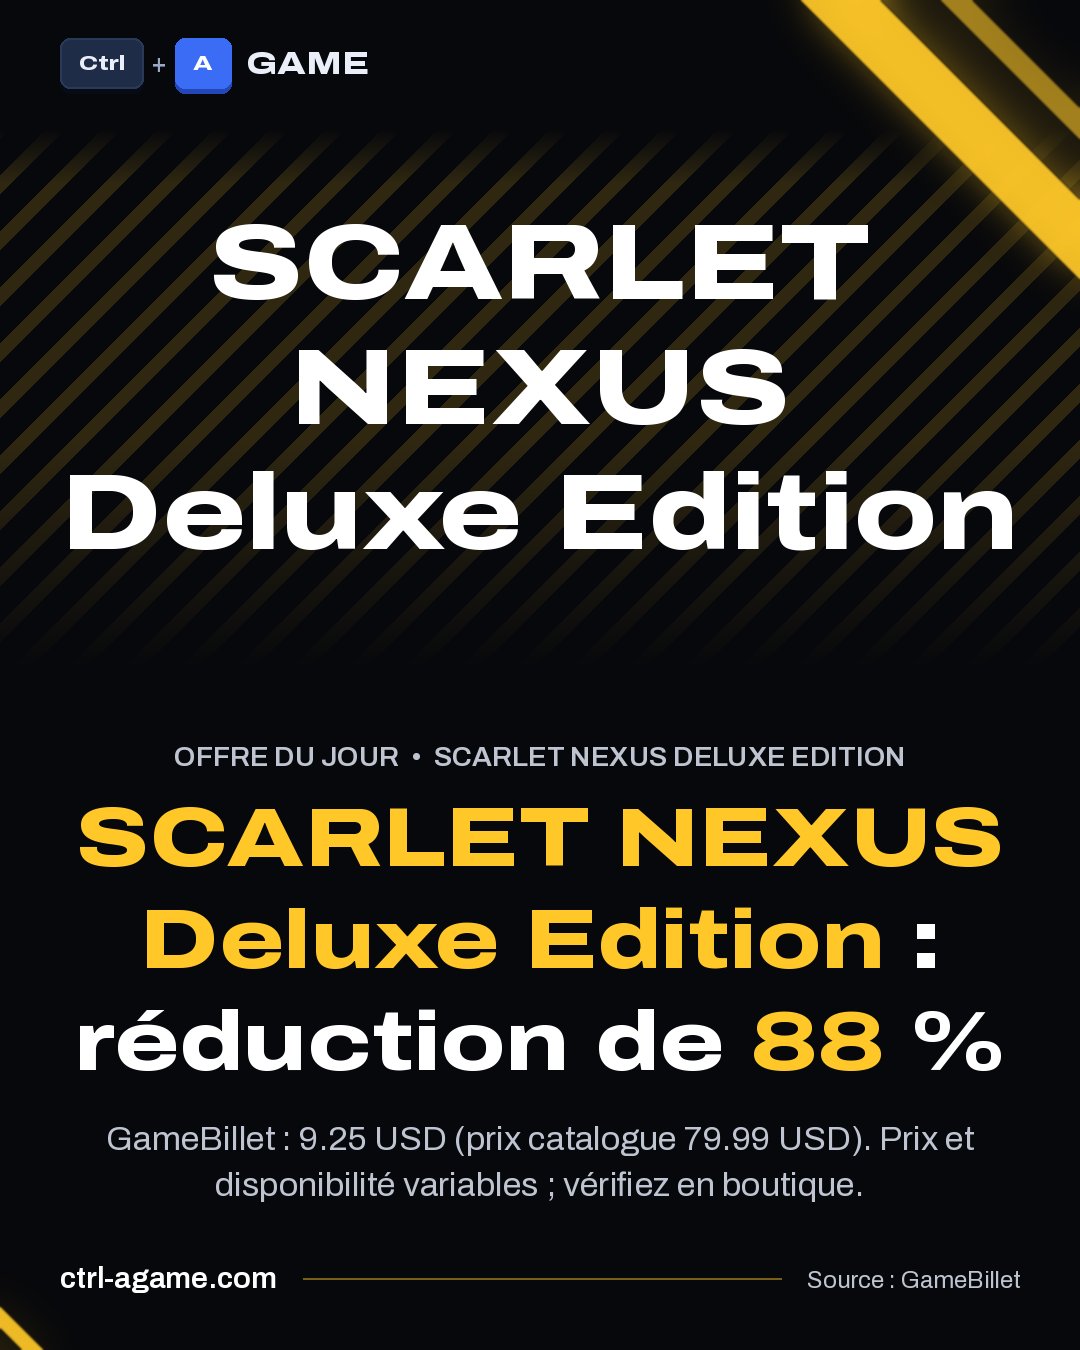 Ctrl + A GAME
SCARLET
NEXUS
Deluxe Edition
OFFRE DU JOUR • SCARLET NEXUS DELUXE EDITION
SCARLET NEXUS
Deluxe Edition :
réduction de 88 %
GameBillet : 9.25 USD (prix catalogue 79.99 USD). Prix et
disponibilité variables ; vérifiez en boutique.
ctrl-agame.com
Source : GameBillet